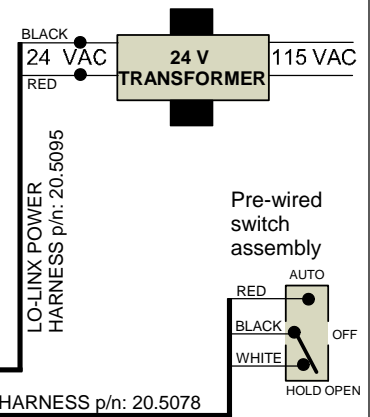 BLACK
24 VAC
RED
24 V
TRANSFORMER
115 VAC
LO-LINX POWER
HARNESS p/n: 20.5095
Pre-wired
switch
assembly
AUTO
RED
BLACK
OFF
WHITE
HOLD OPEN
HARNESS p/n: 20.5078